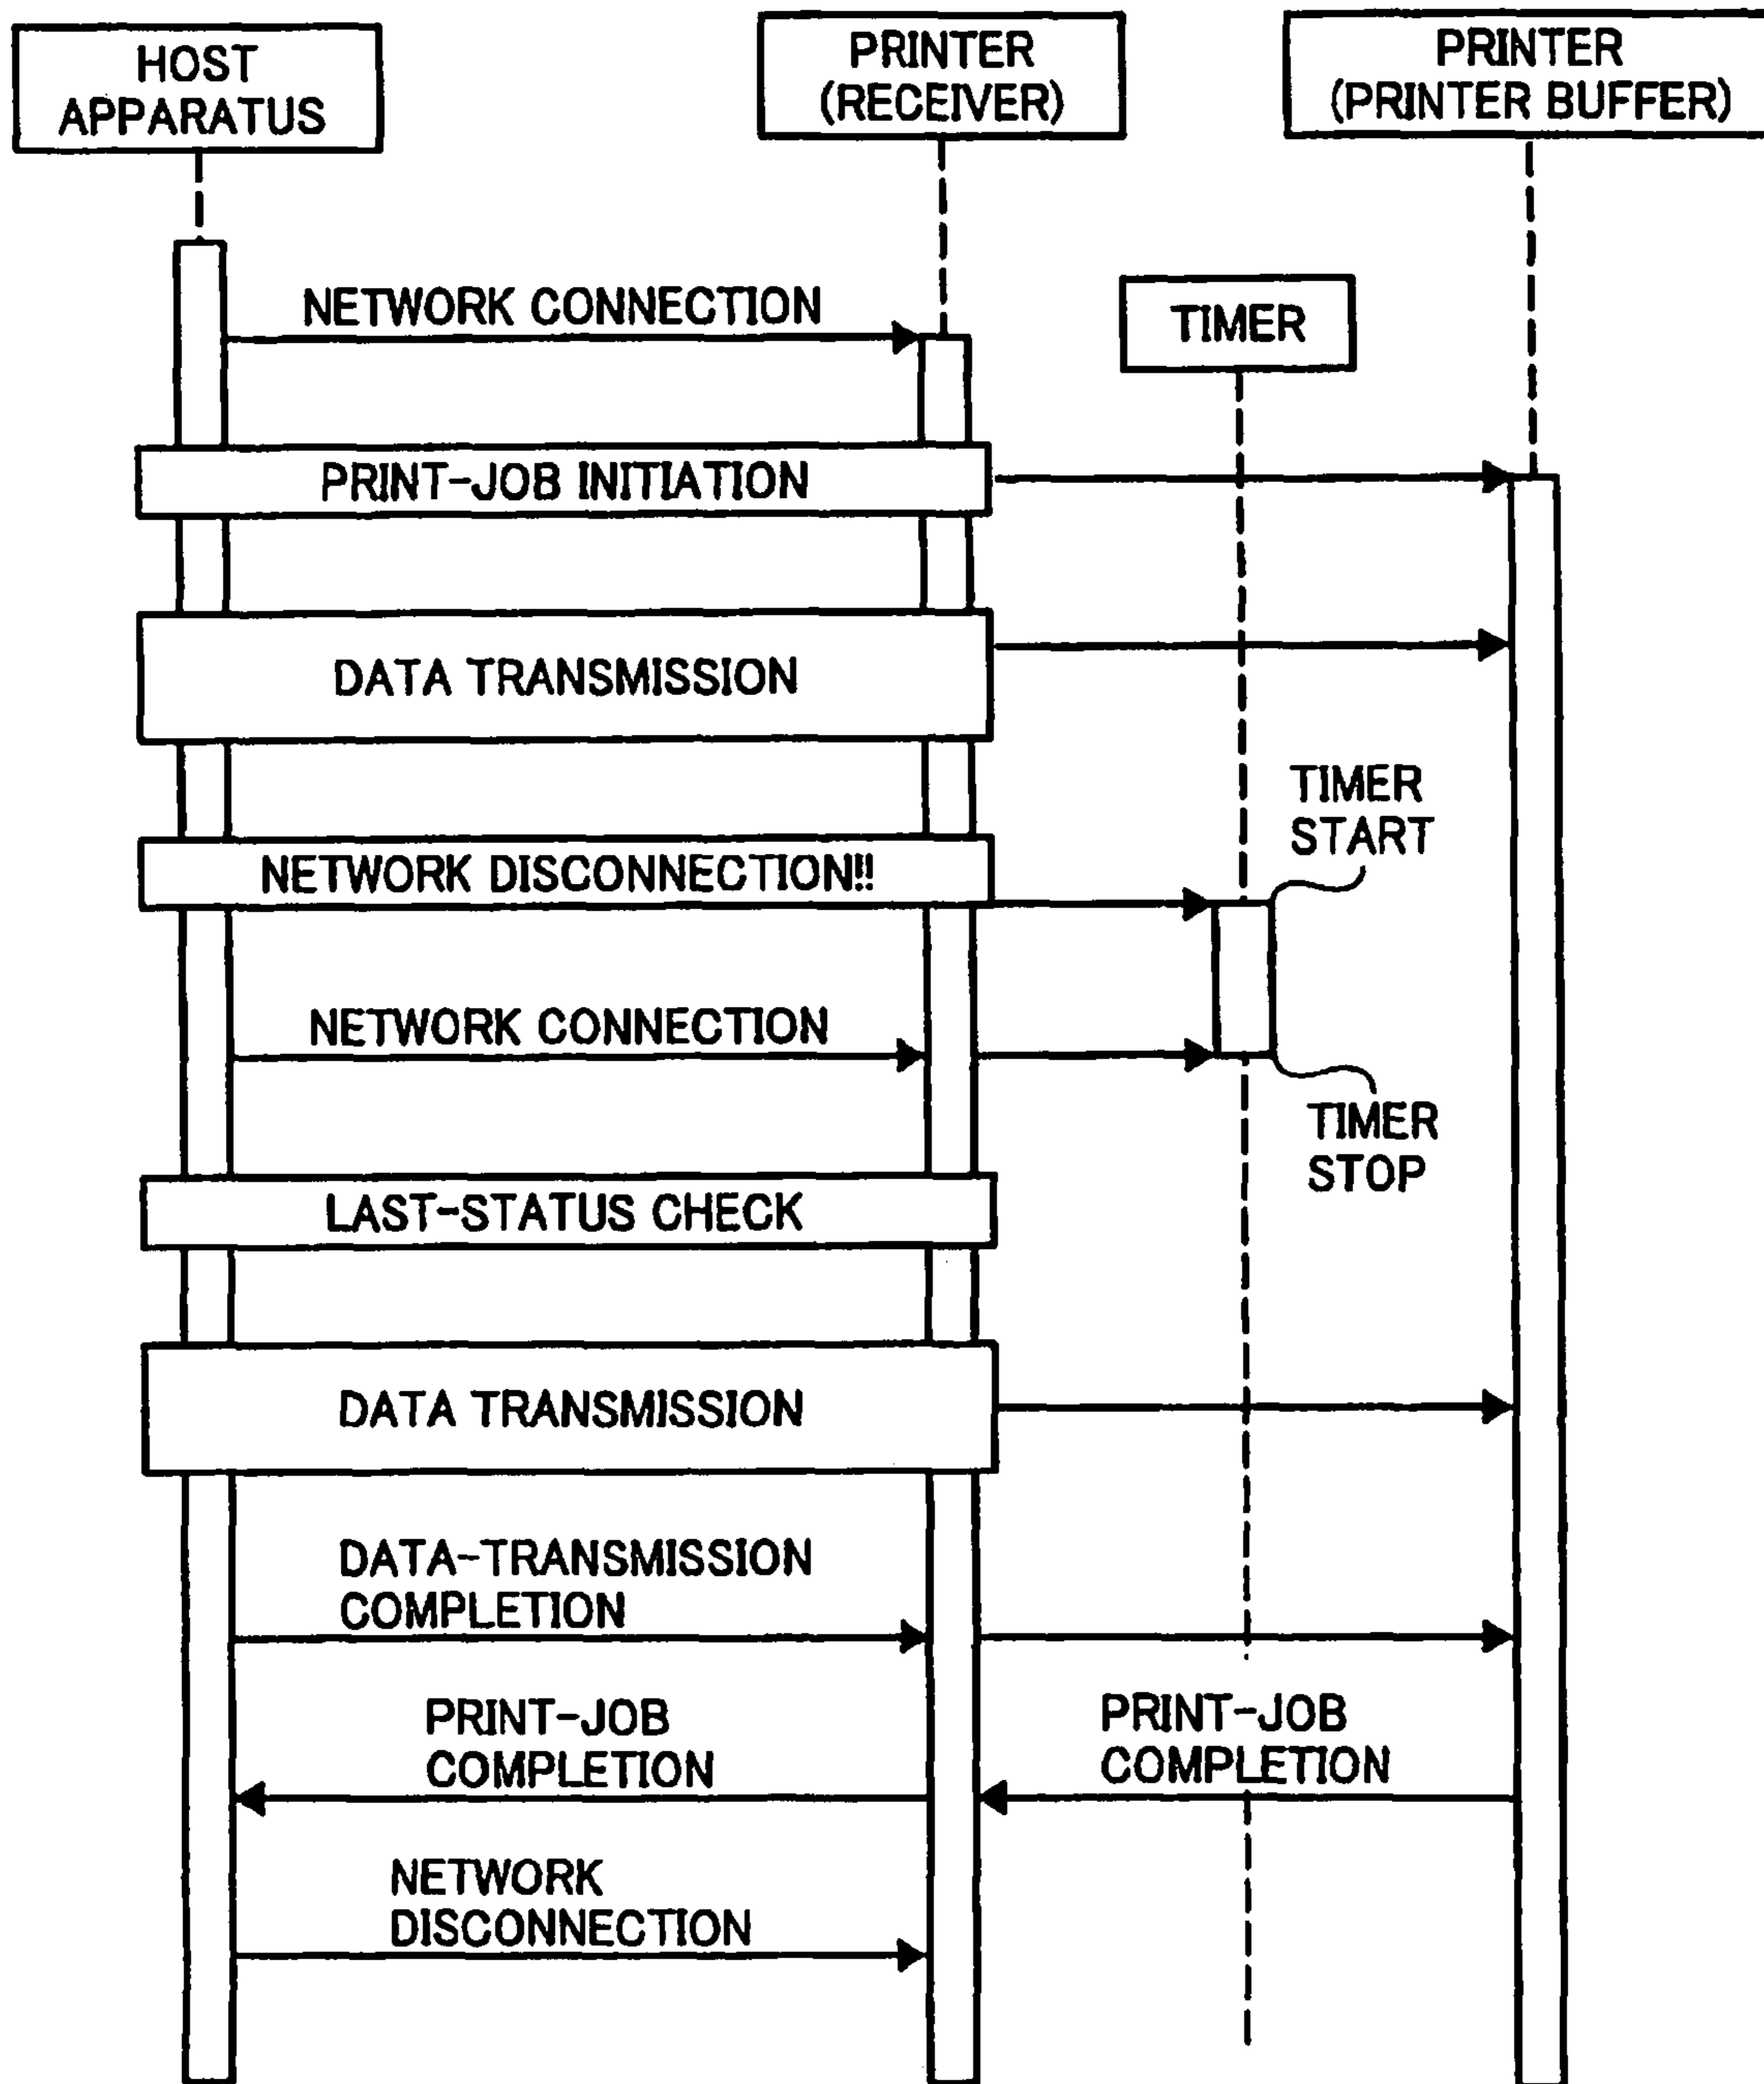 HOST
APPARATUS
PRINTER
(RECEIVER)
PRINTER
(PRINTER BUFFER)
NETWORK CONNECTION
TIMER
PRINT-JOB INITIATION
DATA TRANSMISSION
TIMER
START
NETWORK DISCONNECTION!!
NETWORK CONNECTION
TIMER
STOP
LAST-STATUS CHECK
DATA TRANSMISSION
DATA-TRANSMISSION
COMPLETION
PRINT-JOB
COMPLETION
PRINT-JOB
COMPLETION
NETWORK
DISCONNECTION